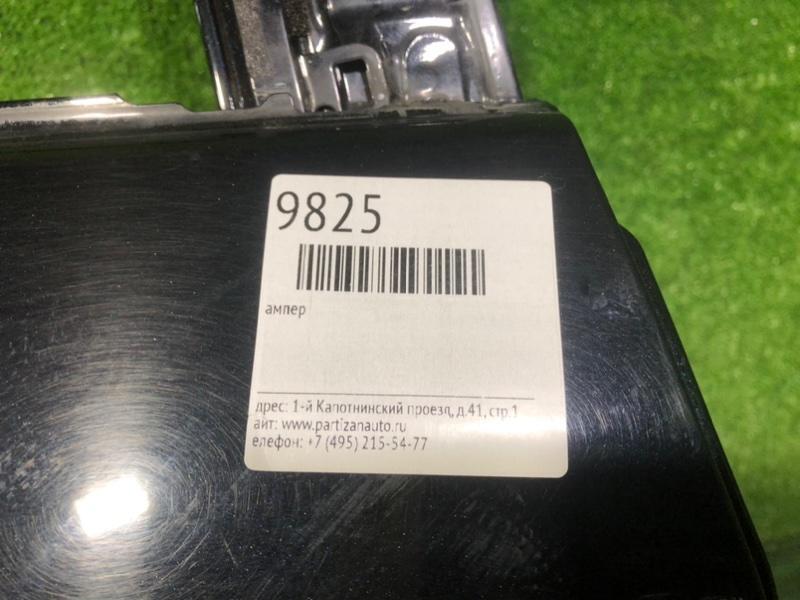 9825
ампер
дрес: 1-й Капотнинский проезд, д.41, стр.1
айт: www.partizanauto.ru
елефон: +7 (495) 215-54-77